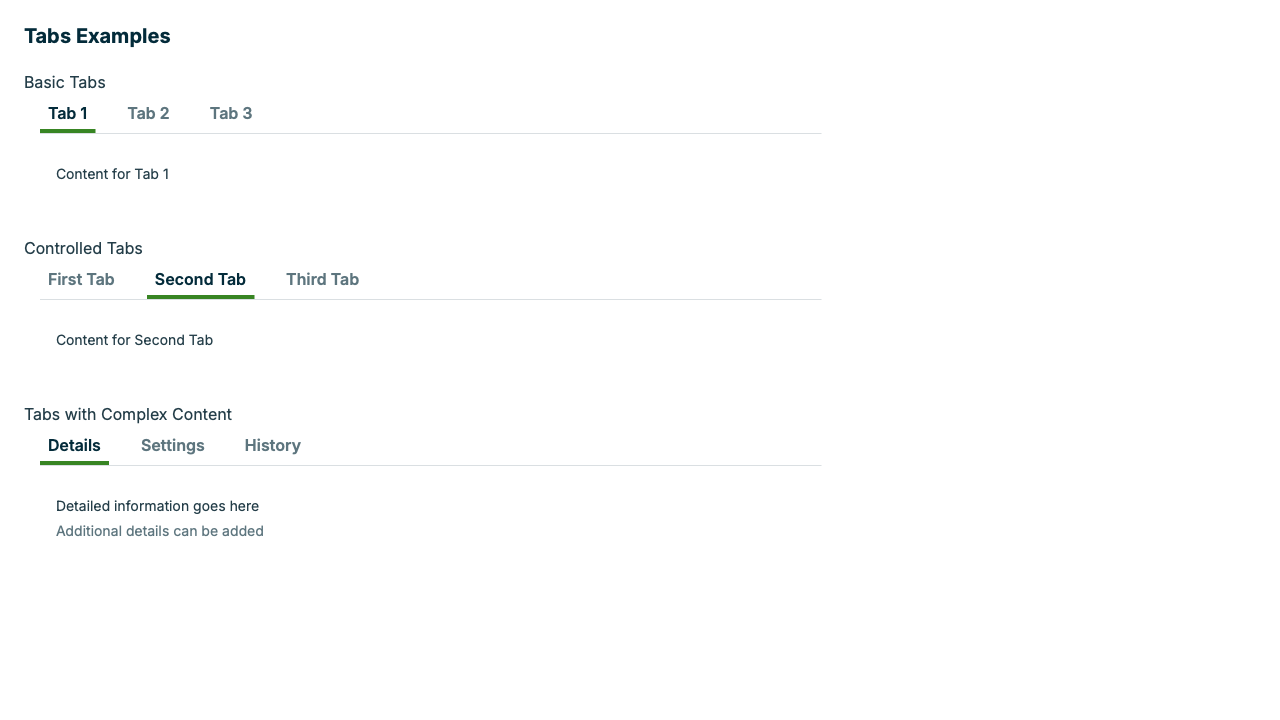 Tabs Examples
Basic Tabs
Tab 1 Tab 2 Tab 3
Content for Tab 1
Controlled Tabs
First Tab Second Tab Third Tab
Content for Second Tab
Tabs with Complex Content
Details Settings History
Detailed information goes here
Additional details can be added